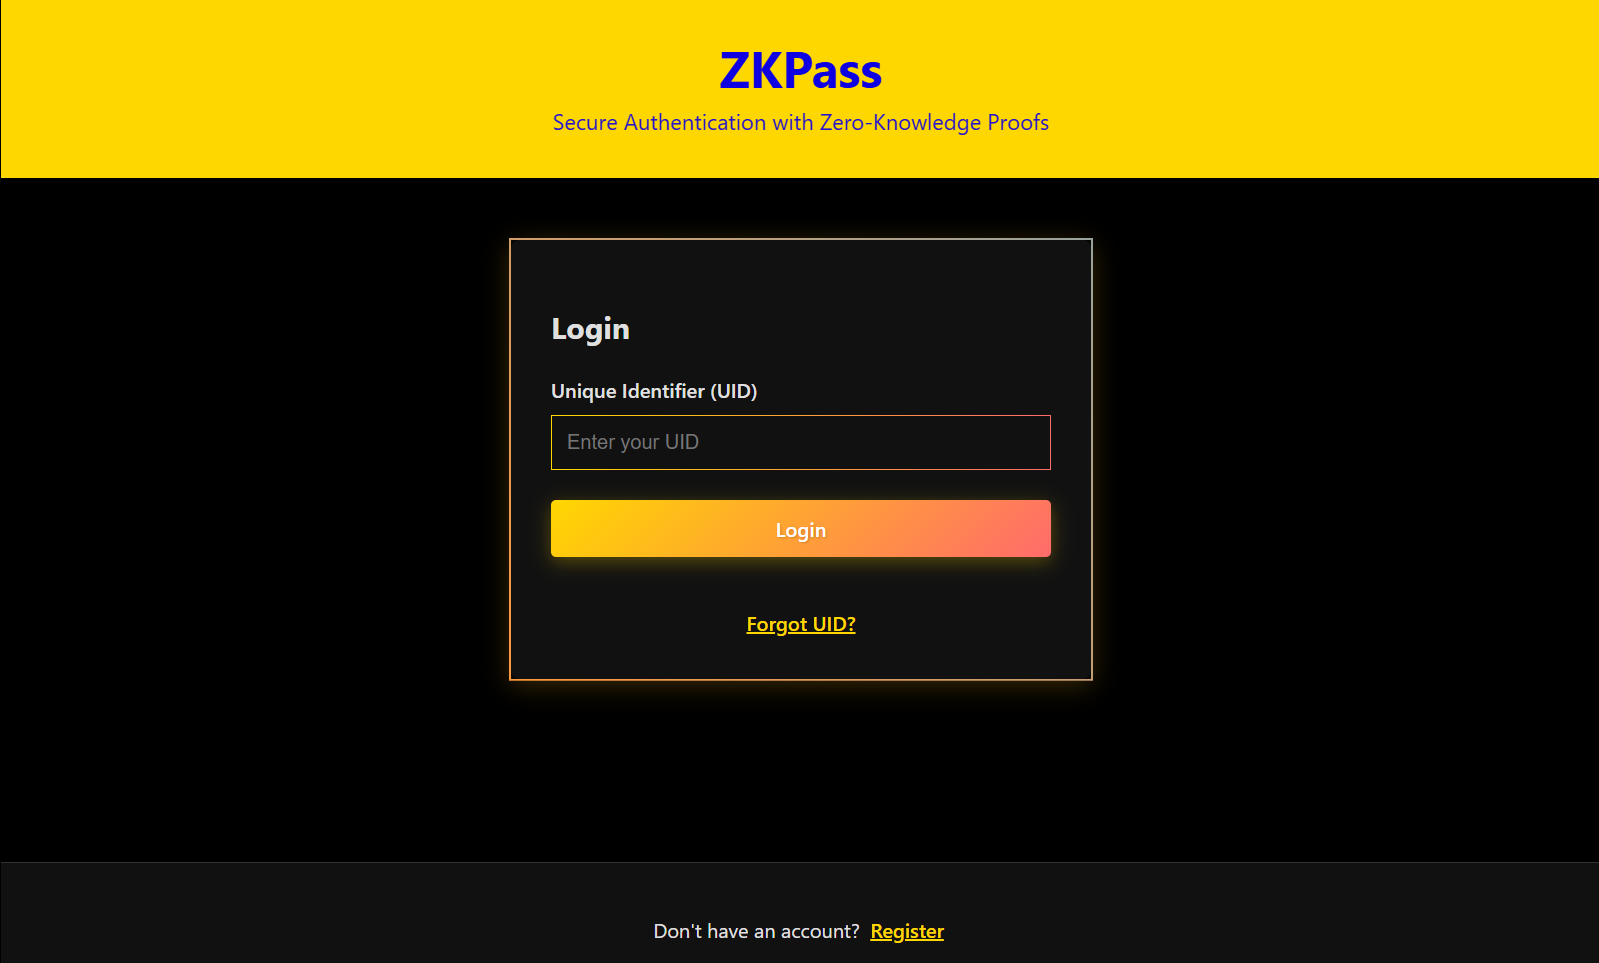 ZKPass
Secure Authentication with Zero-Knowledge Proofs
Login
Unique Identifier (UID)
Enter your UID
Login
Forgot UID?
Don't have an account? Register